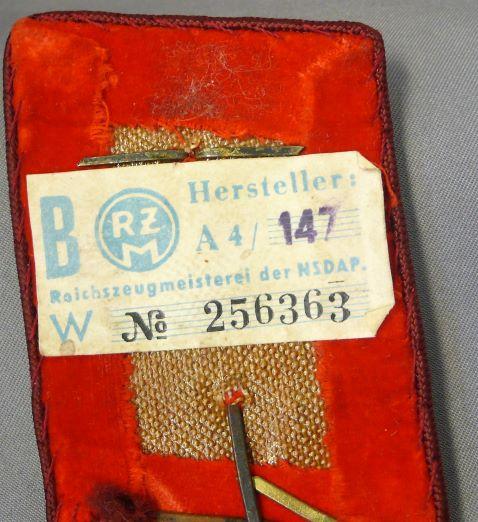 B RZM Hersteller:
A 4/ 147
Reichszeugmeisterei der NSDAP.
W № 256363